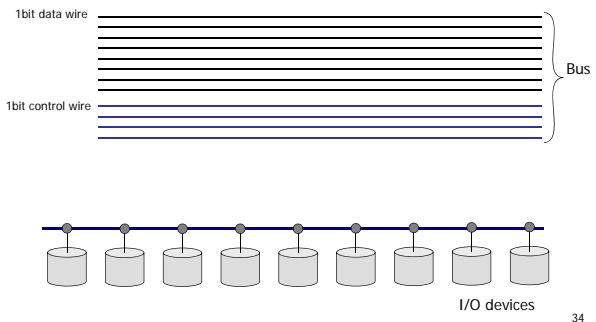 1bit data wire
Bus
1bit control wire
I/O devices
34